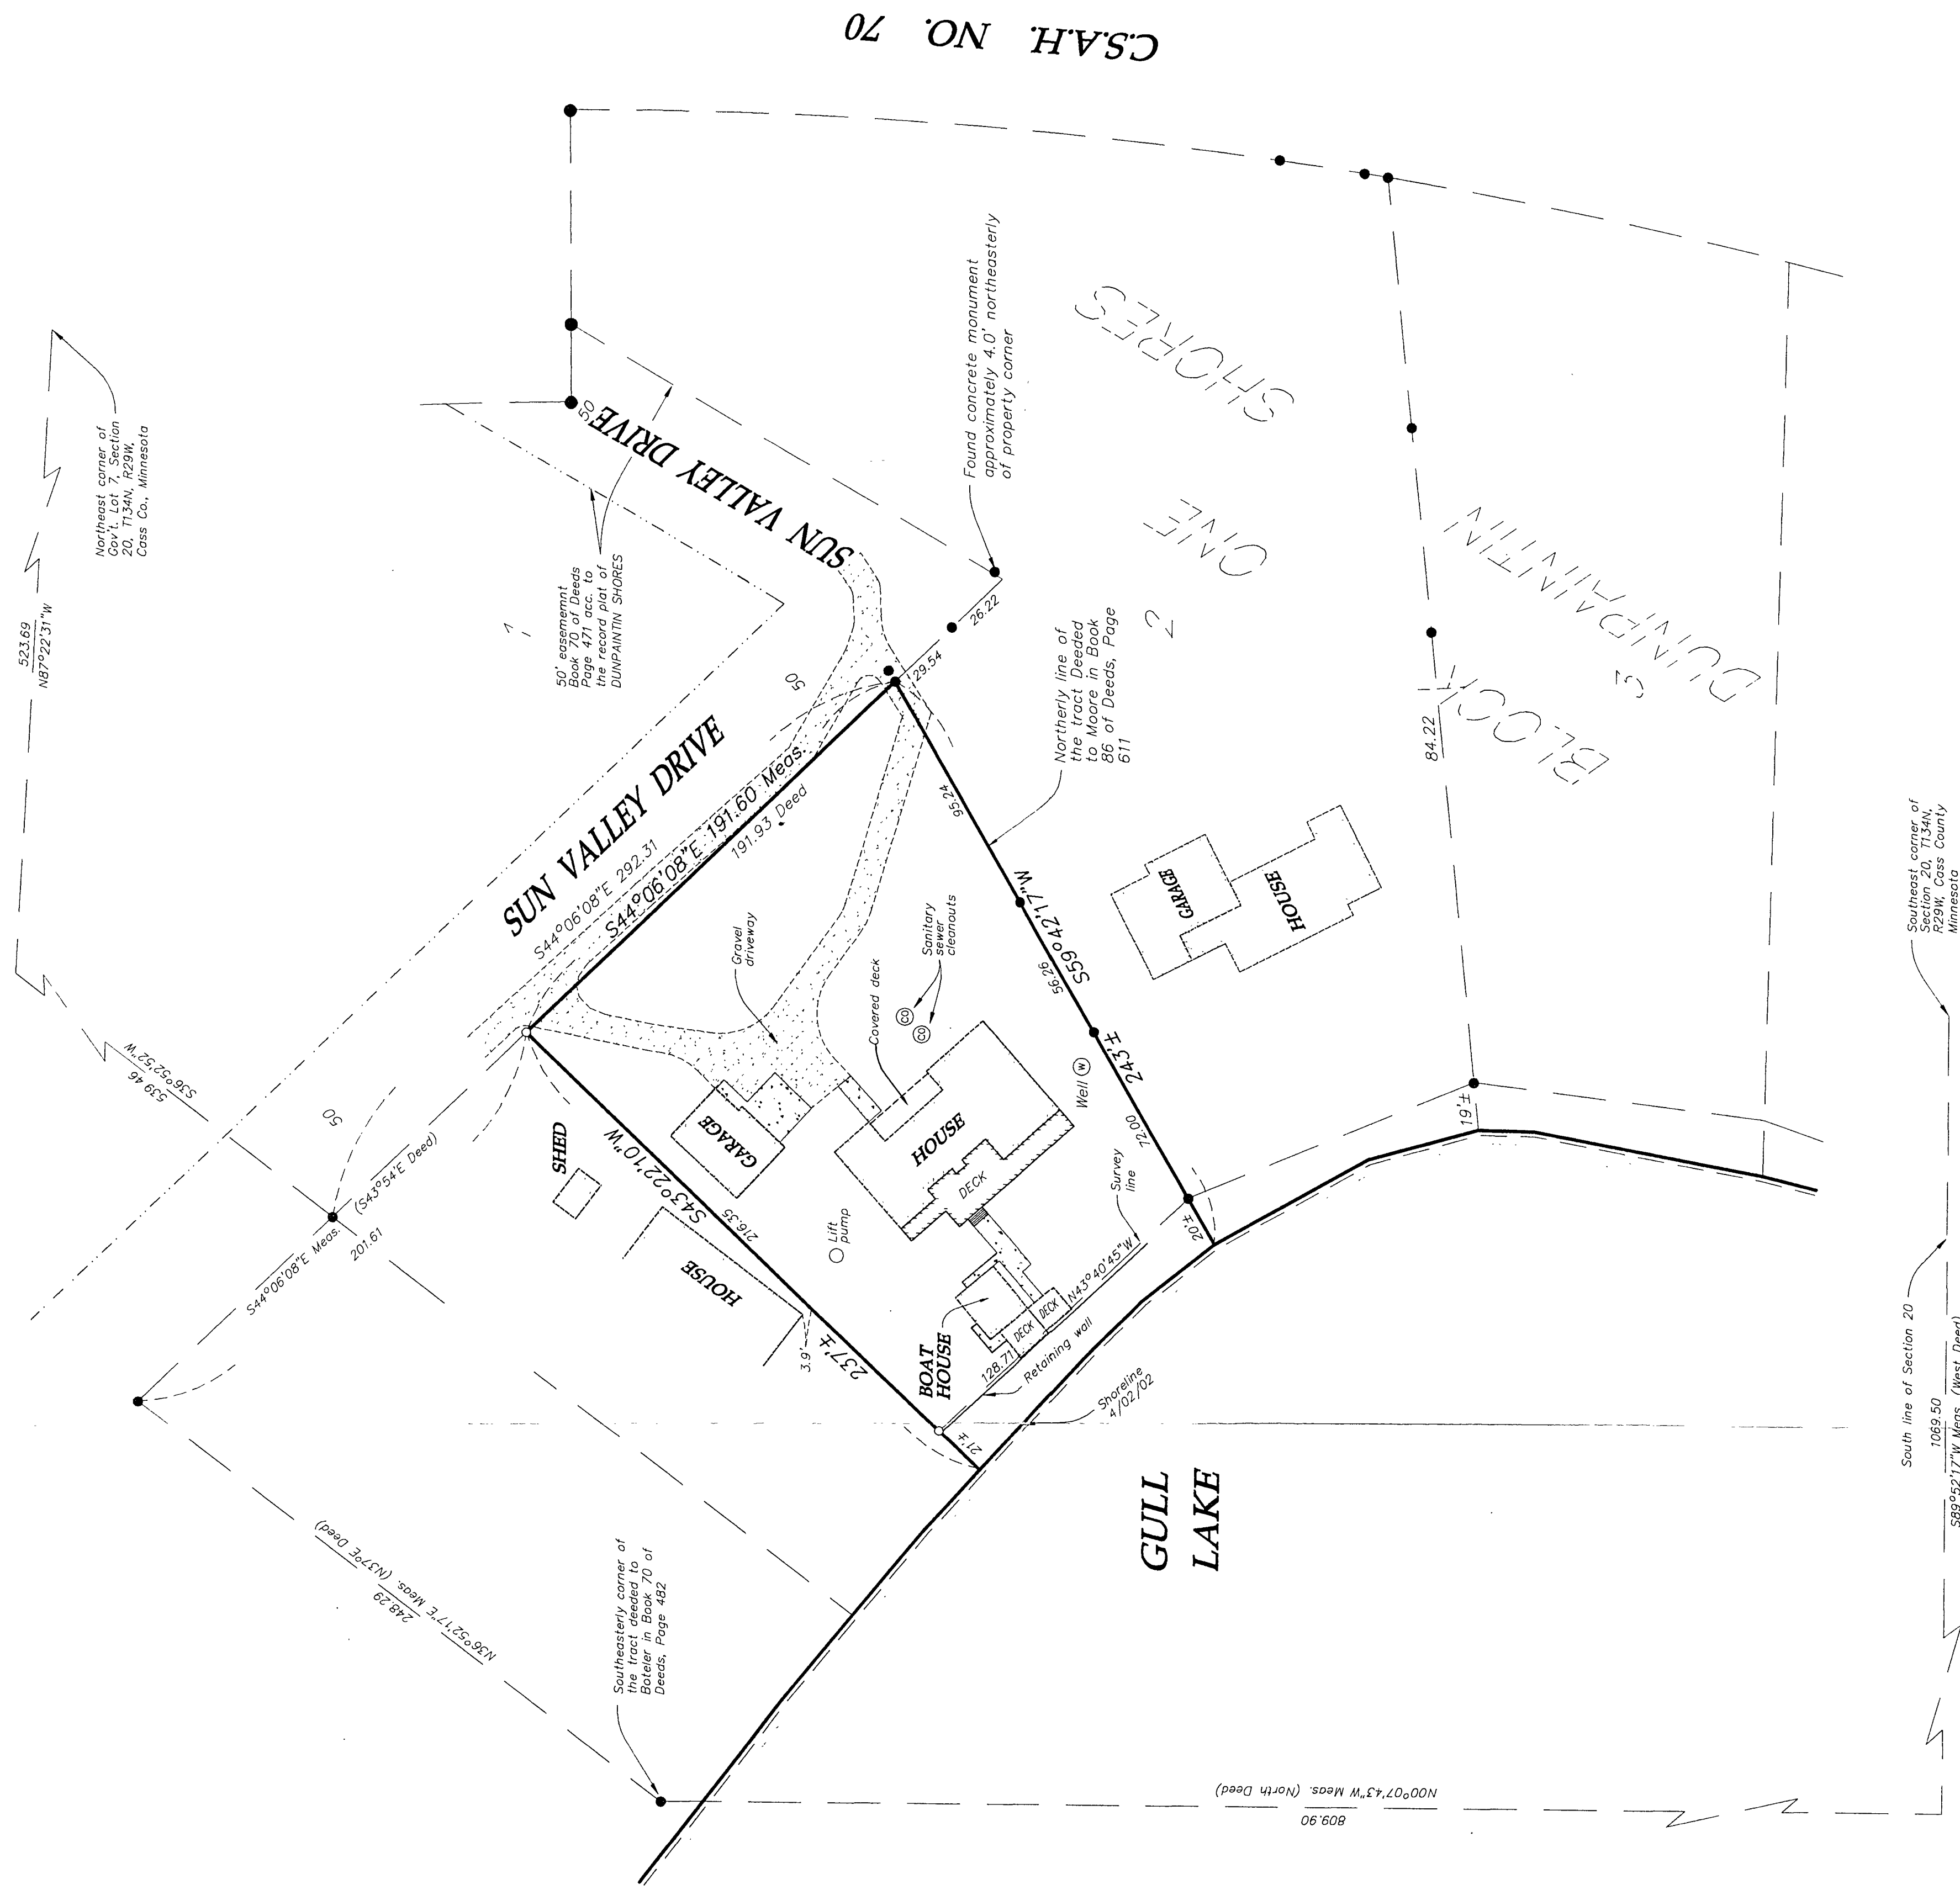 C.S.A.H. NO. 70
523.69
N87°22'31"W
Northeast corner of
Gov't. Lot 7, Section
20, T134N, R29W,
Cass Co., Minnesota
50
SUN VALLEY DRIVE
50' easememnt
Book 70 of Deeds
Page 471 acc. to
the record plat of
DUNPAINTIN SHORES
Found concrete monument
approximately 4.0' northeasterly
of property corner
1
50
26.22
29.54
SHORES
ONE
2
DUNPAINTIN
3
BLOCK
84.22
Northerly line of
the tract Deeded
to Moore in Book
86 of Deeds, Page
611
SUN VALLEY DRIVE
S44°06'08"E 292.31
S44°06'08"E 191.60 Meas.
191.93 Deed
95.24
S59°42'17"W
56.26
243'±
72.00
20'±
19'±
GARAGE
HOUSE
Gravel
driveway
Sanitary
sewer
cleanouts
CO
CO
Covered deck
Well W
GARAGE
HOUSE
DECK
Survey
line
S36°52'52"W
539.46
50
(S43°54'E Deed)
S44°06'08"E Meas.
201.61
SHED
S43°22'10"W
216.35
237'±
HOUSE
3.9'
Lift
pump
BOAT
HOUSE
DECK
DECK
N43°40'45"W
128.71
Retaining wall
21'±
Shoreline
4/02/02
GULL
LAKE
N36°52'17"E Meas. (N37°E Deed)
248.29
Southeasterly corner of
the tract deeded to
Boteler in Book 70 of
Deeds, Page 482
N00°07'43"W Meas. (North Deed)
809.90
Southeast corner of
Section 20, T134N,
R29W, Cass County
Minnesota
South line of Section 20
1069.50
S89°52'17"W Meas. (West Deed)